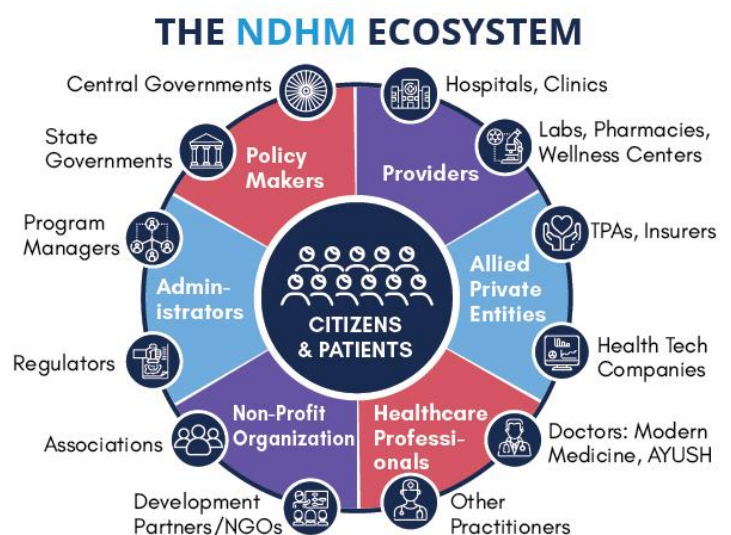 THE NDHM ECOSYSTEM
Central Governments
Hospitals, Clinics
State
Governments
Labs, Pharmacies,
Wellness Centers
Policy
Makers
Providers
Program
Managers
TPAs, Insurers
Admin-
istrators
Allied
Private
Entities
CITIZENS
& PATIENTS
Regulators
Health Tech
Companies
Non-Profit
Organization
Healthcare
Professi-
onals
Associations
Doctors: Modern
Medicine, AYUSH
Development
Partners/NGOs
Other
Practitioners